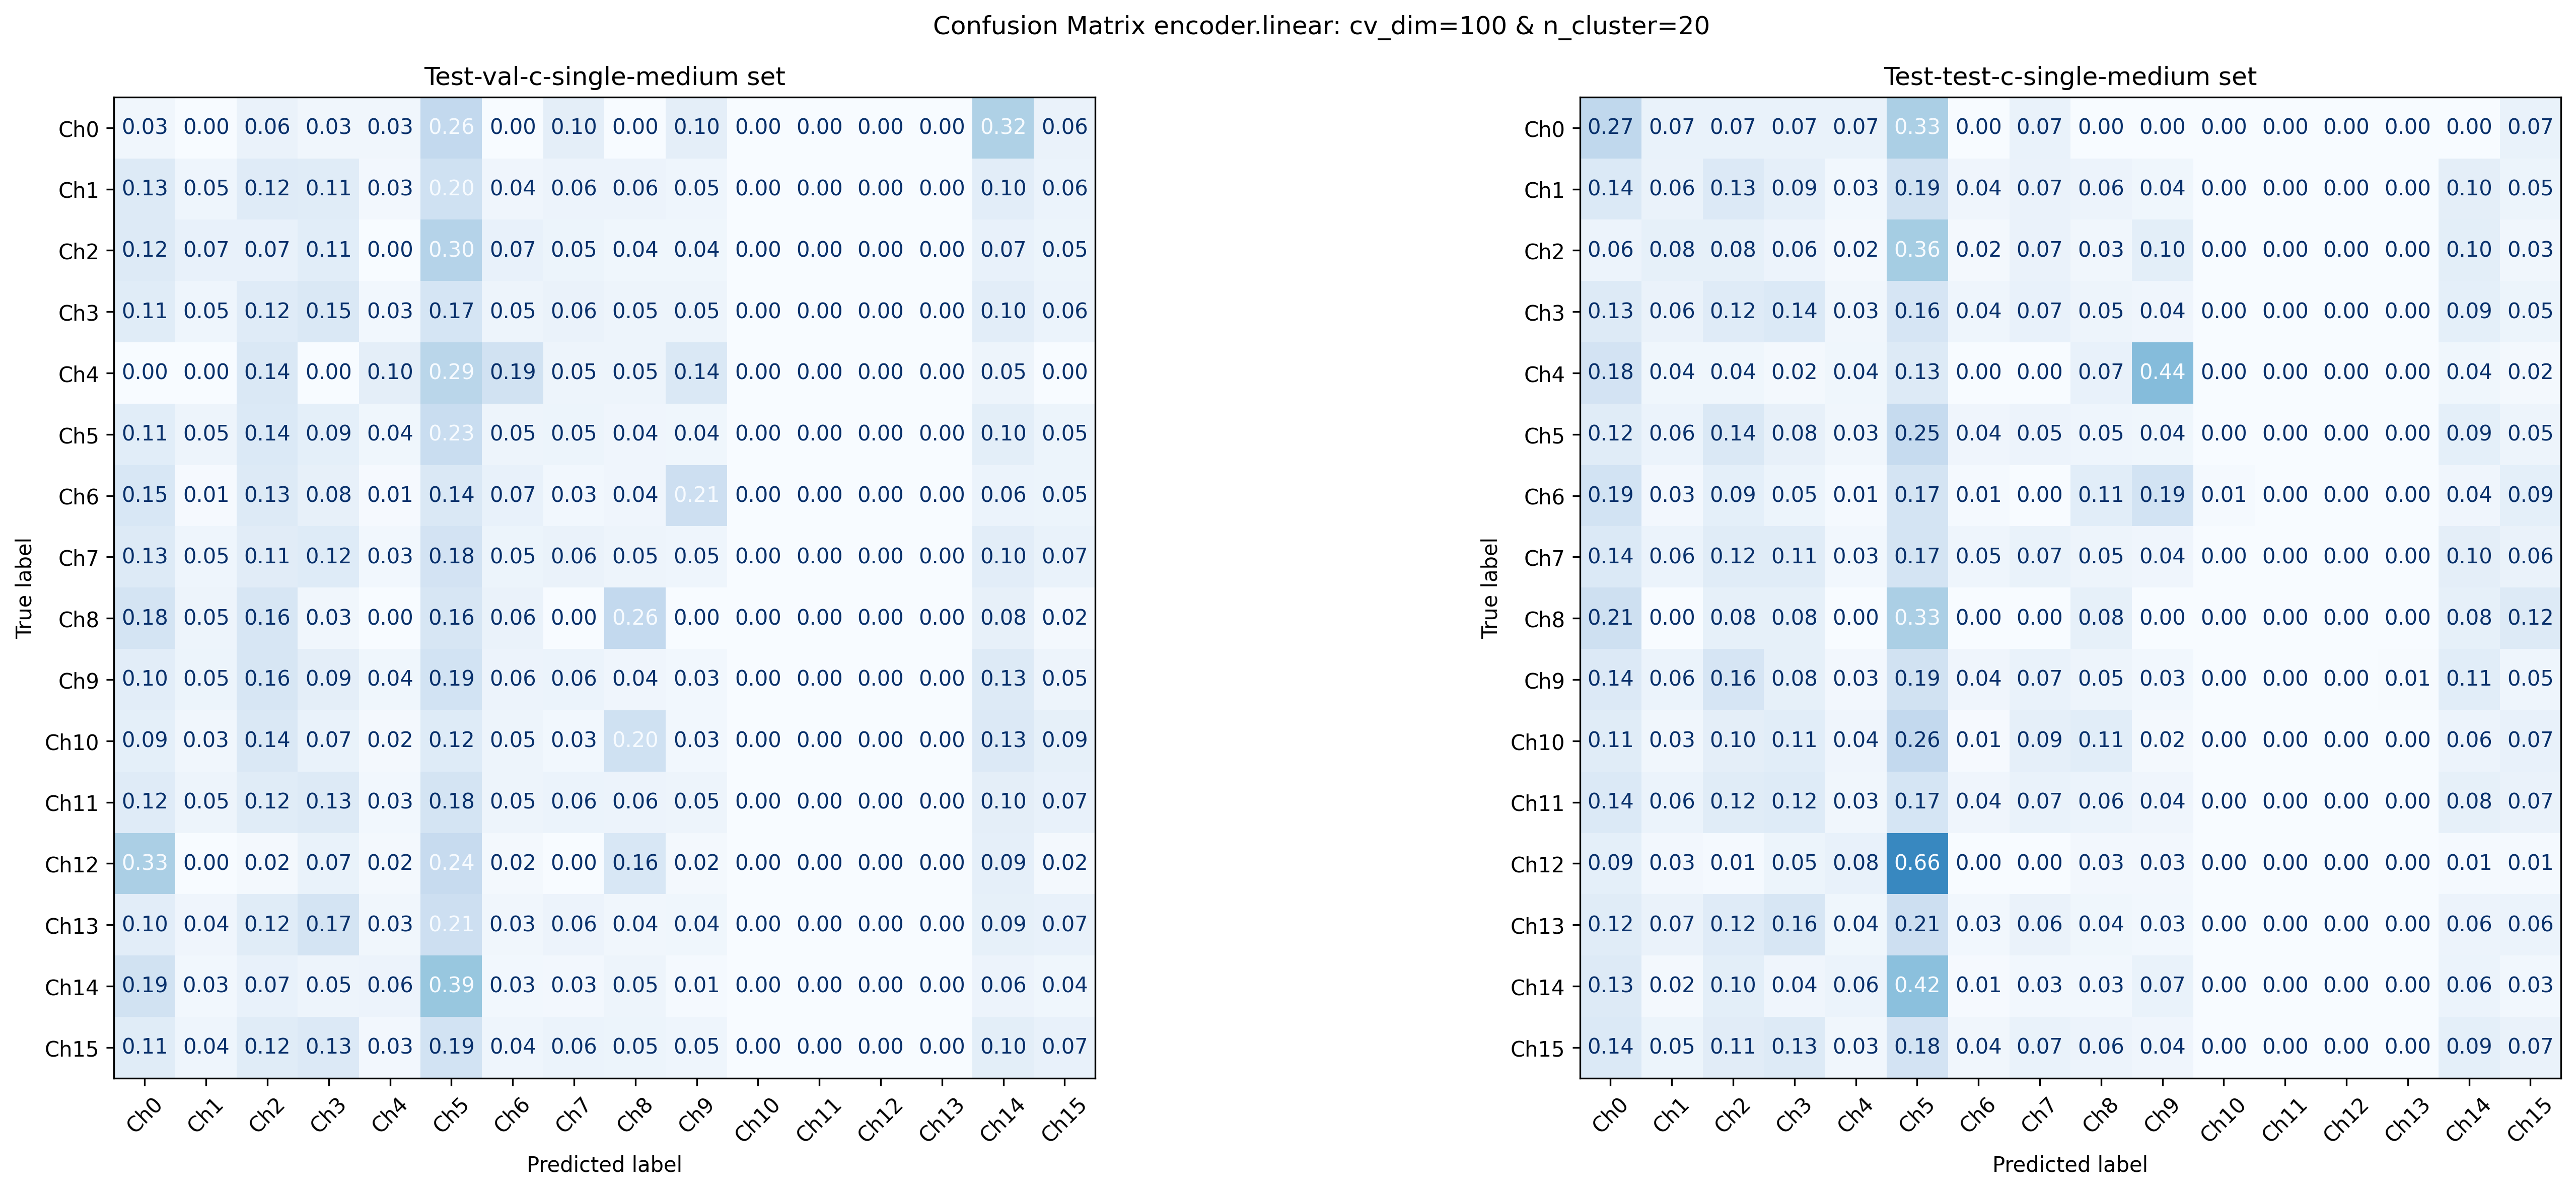 Confusion Matrix encoder.linear: cv_dim=100 & n_cluster=20
Test-val-c-single-medium set
True label
Ch0 0.03 0.00 0.06 0.03 0.03 0.26 0.00 0.10 0.00 0.10 0.00 0.00 0.00 0.00 0.32 0.06
Ch1 0.13 0.05 0.12 0.11 0.03 0.20 0.04 0.06 0.06 0.05 0.00 0.00 0.00 0.00 0.10 0.06
Ch2 0.12 0.07 0.07 0.11 0.00 0.30 0.07 0.05 0.04 0.04 0.00 0.00 0.00 0.00 0.07 0.05
Ch3 0.11 0.05 0.12 0.15 0.03 0.17 0.05 0.06 0.05 0.05 0.00 0.00 0.00 0.00 0.10 0.06
Ch4 0.00 0.00 0.14 0.00 0.10 0.29 0.19 0.05 0.05 0.14 0.00 0.00 0.00 0.00 0.05 0.00
Ch5 0.11 0.05 0.14 0.09 0.04 0.23 0.05 0.05 0.04 0.04 0.00 0.00 0.00 0.00 0.10 0.05
Ch6 0.15 0.01 0.13 0.08 0.01 0.14 0.07 0.03 0.04 0.21 0.00 0.00 0.00 0.00 0.06 0.05
Ch7 0.13 0.05 0.11 0.12 0.03 0.18 0.05 0.06 0.05 0.05 0.00 0.00 0.00 0.00 0.10 0.07
Ch8 0.18 0.05 0.16 0.03 0.00 0.16 0.06 0.00 0.26 0.00 0.00 0.00 0.00 0.00 0.08 0.02
Ch9 0.10 0.05 0.16 0.09 0.04 0.19 0.06 0.06 0.04 0.03 0.00 0.00 0.00 0.00 0.13 0.05
Ch10 0.09 0.03 0.14 0.07 0.02 0.12 0.05 0.03 0.20 0.03 0.00 0.00 0.00 0.00 0.13 0.09
Ch11 0.12 0.05 0.12 0.13 0.03 0.18 0.05 0.06 0.06 0.05 0.00 0.00 0.00 0.00 0.10 0.07
Ch12 0.33 0.00 0.02 0.07 0.02 0.24 0.02 0.00 0.16 0.02 0.00 0.00 0.00 0.00 0.09 0.02
Ch13 0.10 0.04 0.12 0.17 0.03 0.21 0.03 0.06 0.04 0.04 0.00 0.00 0.00 0.00 0.09 0.07
Ch14 0.19 0.03 0.07 0.05 0.06 0.39 0.03 0.03 0.05 0.01 0.00 0.00 0.00 0.00 0.06 0.04
Ch15 0.11 0.04 0.12 0.13 0.03 0.19 0.04 0.06 0.05 0.05 0.00 0.00 0.00 0.00 0.10 0.07
Ch0 Ch1 Ch2 Ch3 Ch4 Ch5 Ch6 Ch7 Ch8 Ch9 Ch10 Ch11 Ch12 Ch13 Ch14 Ch15
Predicted label
Test-test-c-single-medium set
True label
Ch0 0.27 0.07 0.07 0.07 0.07 0.33 0.00 0.07 0.00 0.00 0.00 0.00 0.00 0.00 0.00 0.07
Ch1 0.14 0.06 0.13 0.09 0.03 0.19 0.04 0.07 0.06 0.04 0.00 0.00 0.00 0.00 0.10 0.05
Ch2 0.06 0.08 0.08 0.06 0.02 0.36 0.02 0.07 0.03 0.10 0.00 0.00 0.00 0.00 0.10 0.03
Ch3 0.13 0.06 0.12 0.14 0.03 0.16 0.04 0.07 0.05 0.04 0.00 0.00 0.00 0.00 0.09 0.05
Ch4 0.18 0.04 0.04 0.02 0.04 0.13 0.00 0.00 0.07 0.44 0.00 0.00 0.00 0.00 0.04 0.02
Ch5 0.12 0.06 0.14 0.08 0.03 0.25 0.04 0.05 0.05 0.04 0.00 0.00 0.00 0.00 0.09 0.05
Ch6 0.19 0.03 0.09 0.05 0.01 0.17 0.01 0.00 0.11 0.19 0.01 0.00 0.00 0.00 0.04 0.09
Ch7 0.14 0.06 0.12 0.11 0.03 0.17 0.05 0.07 0.05 0.04 0.00 0.00 0.00 0.00 0.10 0.06
Ch8 0.21 0.00 0.08 0.08 0.00 0.33 0.00 0.00 0.08 0.00 0.00 0.00 0.00 0.00 0.08 0.12
Ch9 0.14 0.06 0.16 0.08 0.03 0.19 0.04 0.07 0.05 0.03 0.00 0.00 0.00 0.01 0.11 0.05
Ch10 0.11 0.03 0.10 0.11 0.04 0.26 0.01 0.09 0.11 0.02 0.00 0.00 0.00 0.00 0.06 0.07
Ch11 0.14 0.06 0.12 0.12 0.03 0.17 0.04 0.07 0.06 0.04 0.00 0.00 0.00 0.00 0.08 0.07
Ch12 0.09 0.03 0.01 0.05 0.08 0.66 0.00 0.00 0.03 0.03 0.00 0.00 0.00 0.00 0.01 0.01
Ch13 0.12 0.07 0.12 0.16 0.04 0.21 0.03 0.06 0.04 0.03 0.00 0.00 0.00 0.00 0.06 0.06
Ch14 0.13 0.02 0.10 0.04 0.06 0.42 0.01 0.03 0.03 0.07 0.00 0.00 0.00 0.00 0.06 0.03
Ch15 0.14 0.05 0.11 0.13 0.03 0.18 0.04 0.07 0.06 0.04 0.00 0.00 0.00 0.00 0.09 0.07
Ch0 Ch1 Ch2 Ch3 Ch4 Ch5 Ch6 Ch7 Ch8 Ch9 Ch10 Ch11 Ch12 Ch13 Ch14 Ch15
Predicted label